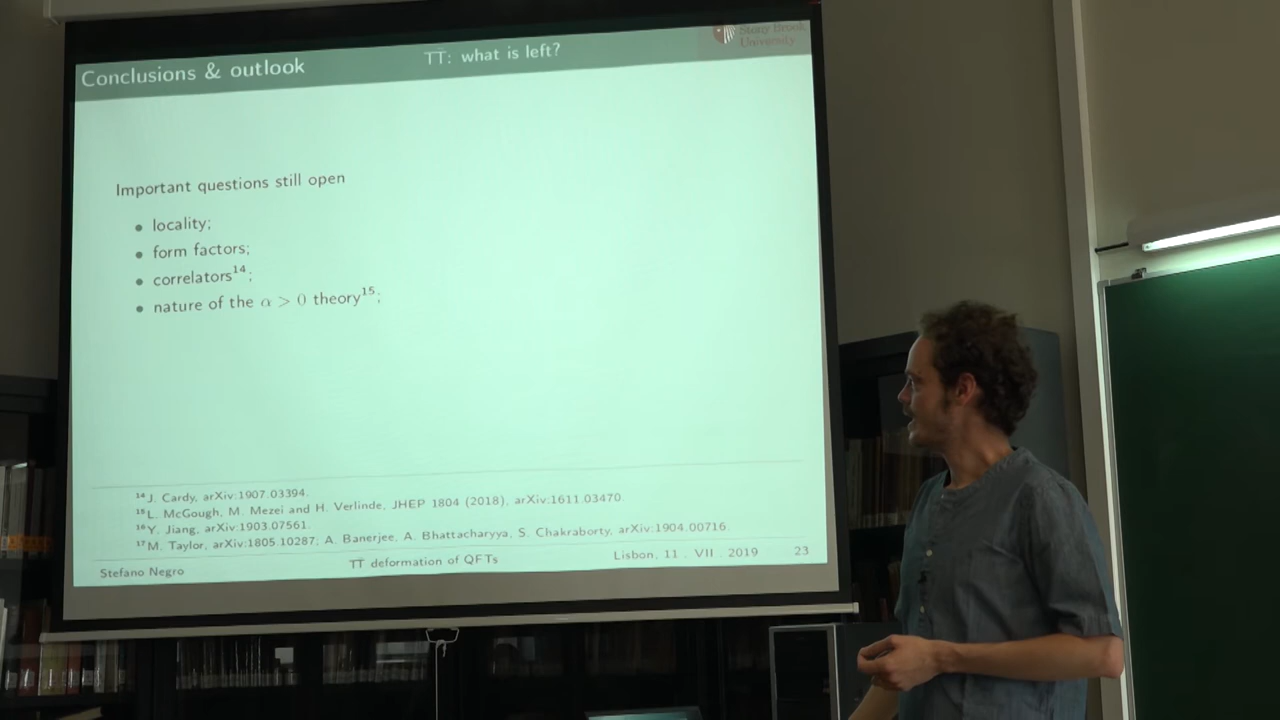 Conclusions & outlook
TT̄: what is left?
Stony Brook
University
Important questions still open
• locality;
• form factors;
• correlators¹⁴;
• nature of the α > 0 theory¹⁵;
¹⁴J. Cardy, arXiv:1907.03394.
¹⁵L. McGough, M. Mezei and H. Verlinde, JHEP 1804 (2018), arXiv:1611.03470.
¹⁶Y. Jiang, arXiv:1903.07561.
¹⁷M. Taylor, arXiv:1805.10287; A. Banerjee, A. Bhattacharyya, S. Chakraborty, arXiv:1904.00716.
Stefano Negro
TT̄ deformation of QFTs
Lisbon, 11 . VII . 2019
23